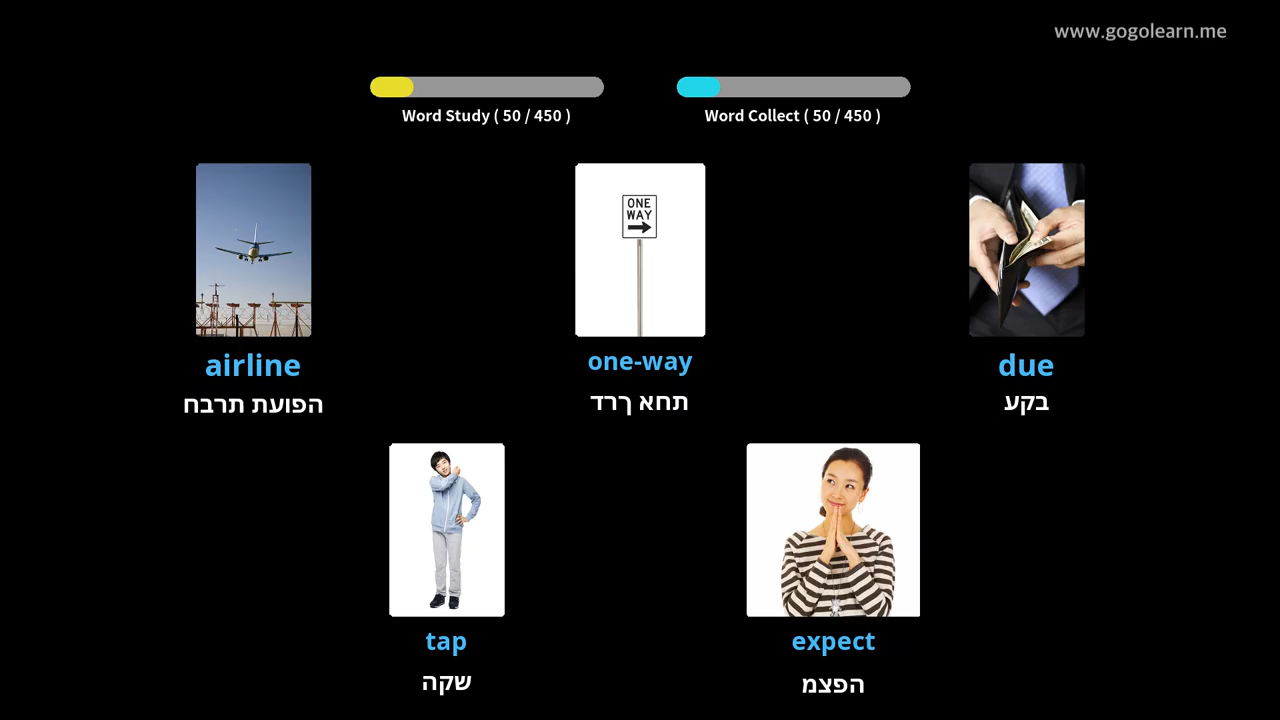 www.gogolearn.me
Word Study ( 50 / 450 )
Word Collect ( 50 / 450 )
ONE
WAY
airline
הפועת תרבח
one-way
תחא ךרד
due
בקע
tap
שקה
expect
הפצמ